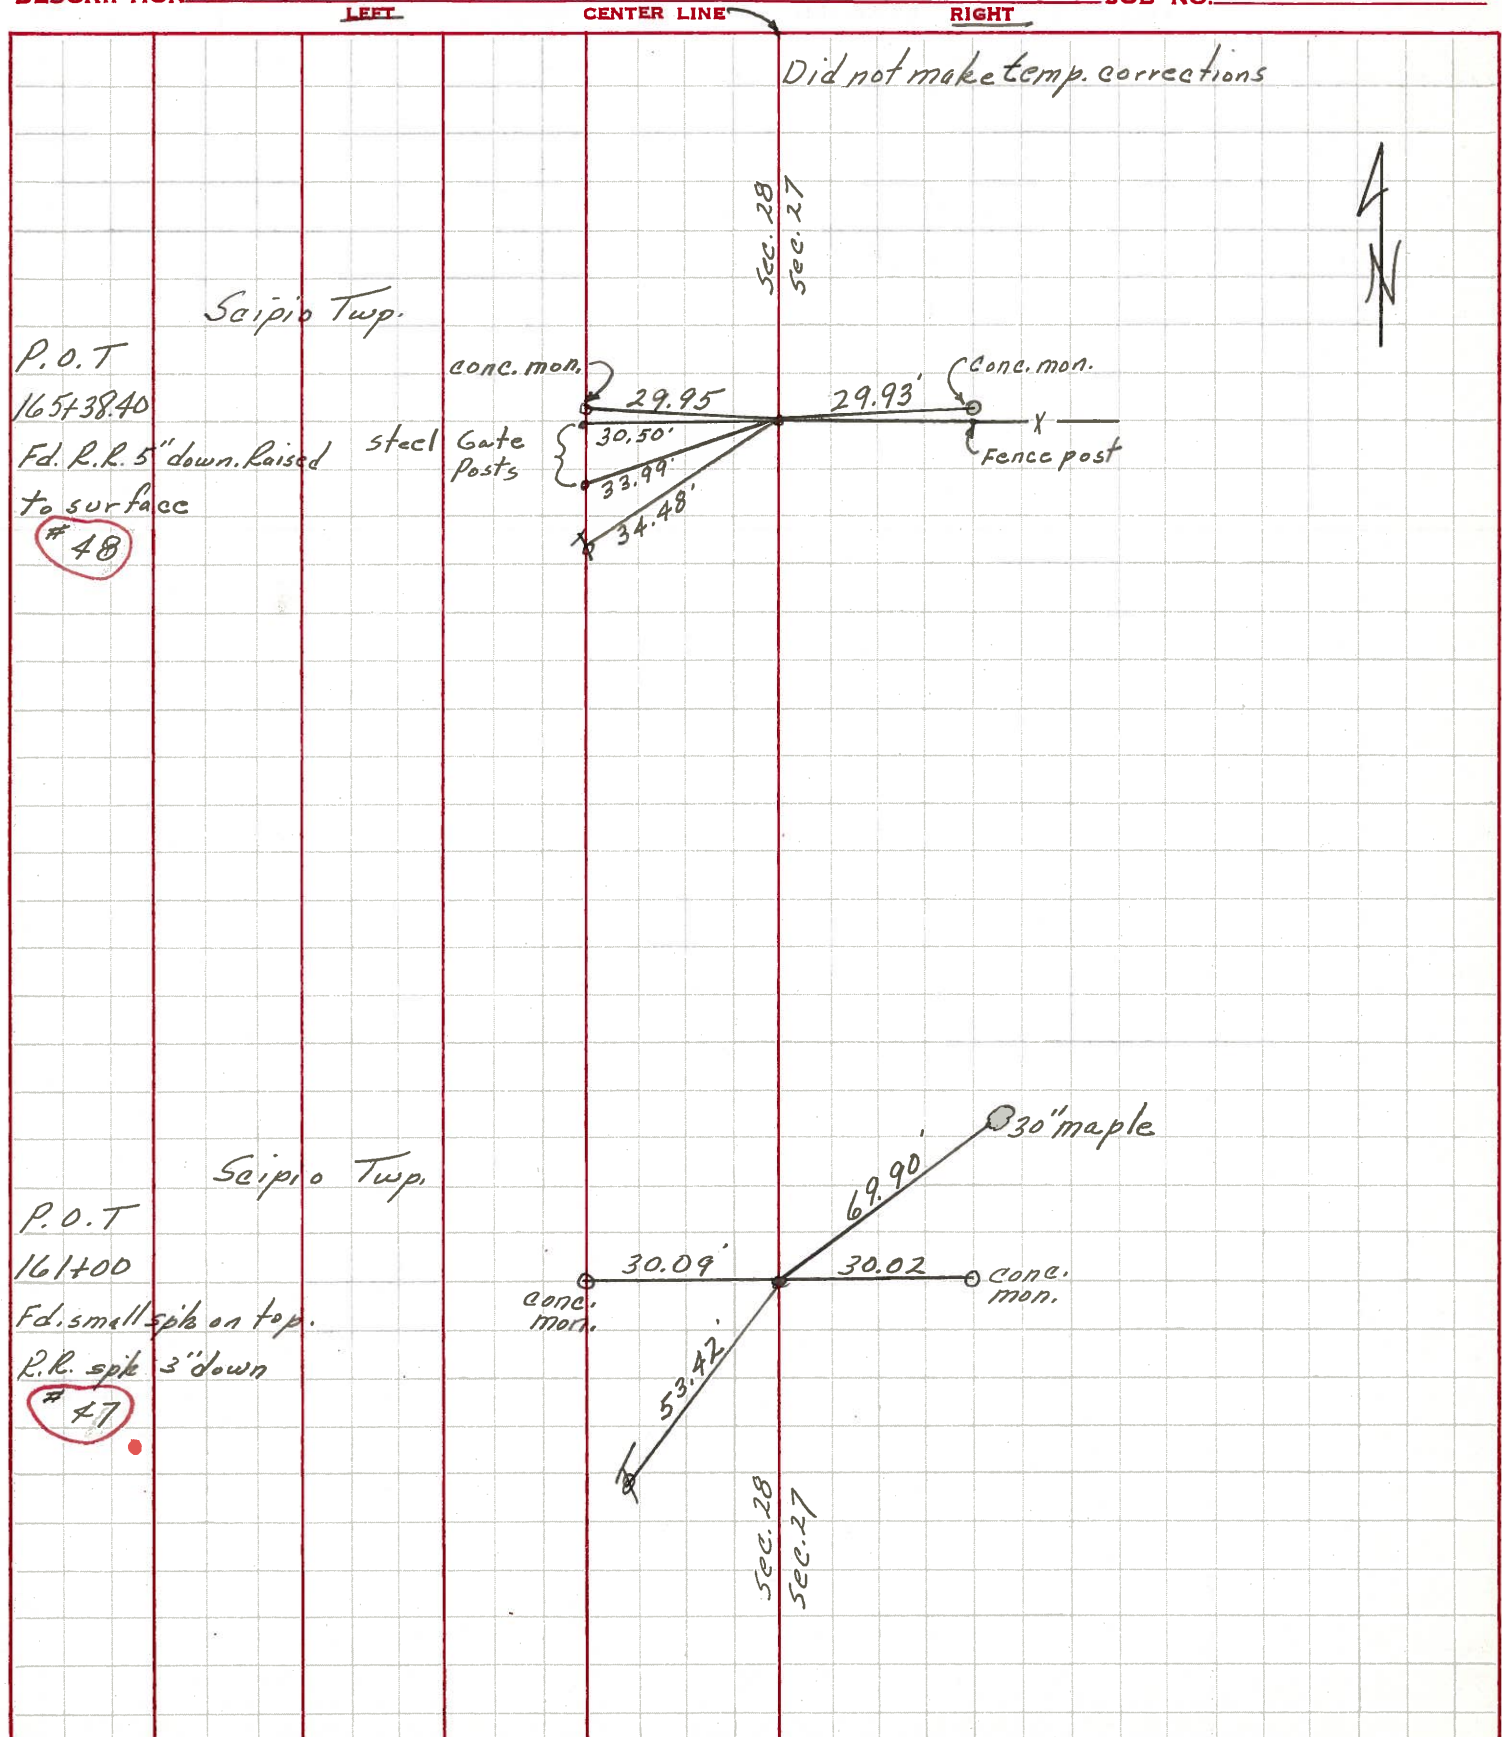 LEFT CENTER LINE RIGHT
Did not make temp. corrections
Sec. 28
Sec. 27
N
Scipio Twp.
P.O.T
165+38.40
Fd. R.R. 5" down. Raised
to surface
# 48
conc. mon.
29.95
29.93'
Conc. mon.
steel Gate
Posts
30.50'
33.99'
34.48'
X
Fence post
30" maple
69.90'
Scipio Twp.
P.O.T
161+00
Fd. small spk on top.
R.R. spk 3" down
# 47
30.09'
30.02
conc.
mon.
conc.
mon.
53.42'
Sec. 28
Sec. 27